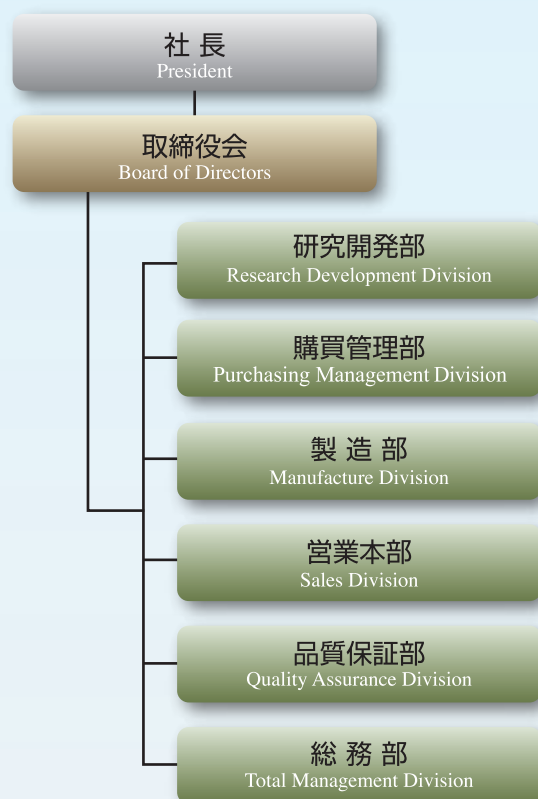 社長
President
取締役会
Board of Directors
研究開発部
Research Development Division
購買管理部
Purchasing Management Division
製造部
Manufacture Division
営業本部
Sales Division
品質保証部
Quality Assurance Division
総務部
Total Management Division